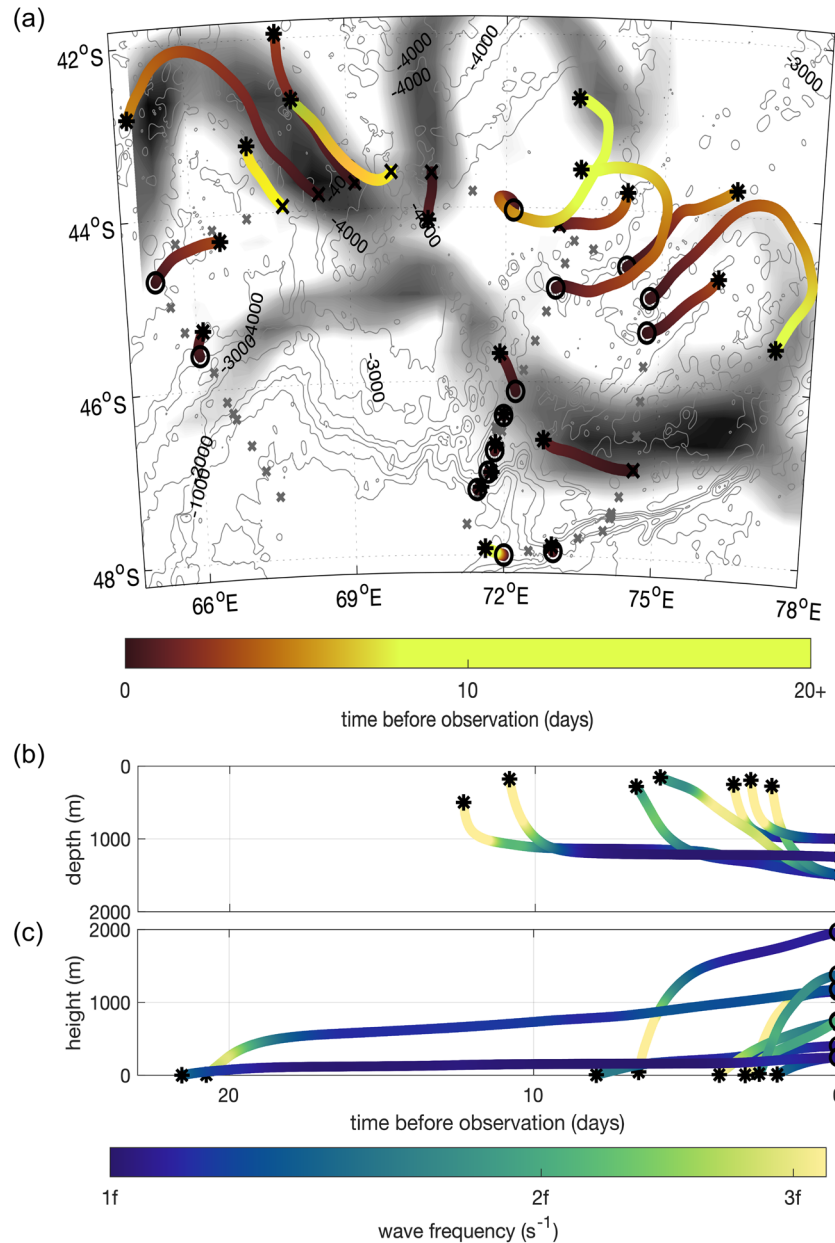 (a)
42°S
44°S
46°S
48°S
-4000
-4000
-4000
-3000
-40
-4000
-4000
-4000
-3000
-3000
-2000
-1000
66°E
69°E
72°E
75°E
78°E
0
10
20+
time before observation (days)
(b)
0
1000
2000
depth (m)
(c)
2000
1000
0
height (m)
20
10
time before observation (days)
1f
2f
3f
wave frequency (s⁻¹)